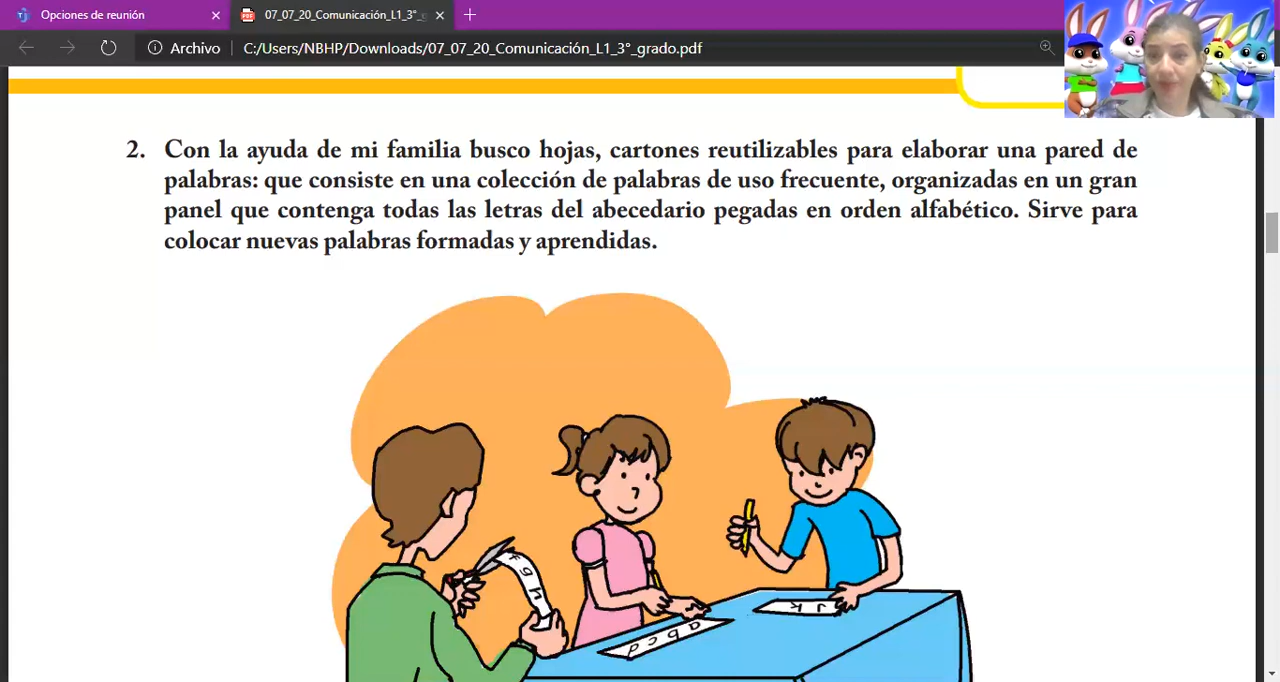 Opciones de reunión
07_07_20_Comunicación_L1_3°_g
Archivo
C:/Users/NBHP/Downloads/07_07_20_Comunicación_L1_3°_grado.pdf
2. Con la ayuda de mi familia busco hojas, cartones reutilizables para elaborar una pared de
palabras: que consiste en una colección de palabras de uso frecuente, organizadas en un gran
panel que contenga todas las letras del abecedario pegadas en orden alfabético. Sirve para
colocar nuevas palabras formadas y aprendidas.
g h
a b c d
J K